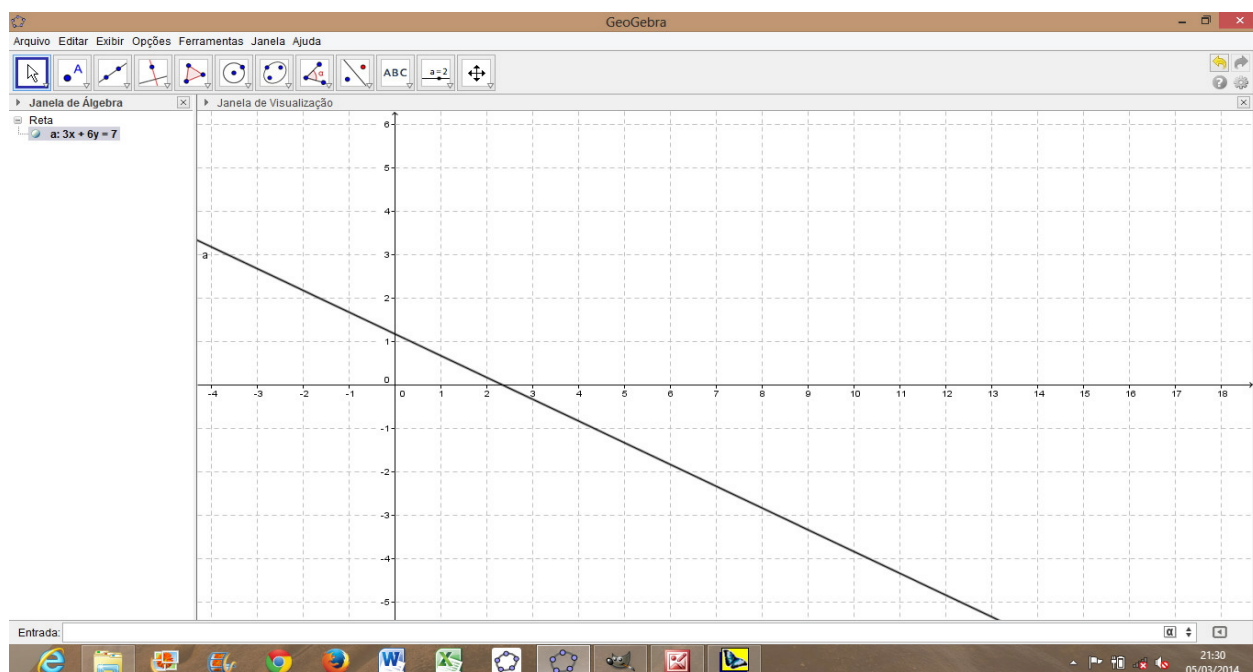 GeoGebra
Arquivo Editar Exibir Opções Ferramentas Janela Ajuda
A
α
ABC
a=2
Janela de Álgebra
Janela de Visualização
Reta
a: 3x + 6y = 7
6
5
4
3
a
2
1
0
-4 -3 -2 -1 0 1 2 3 4 5 6 7 8 9 10 11 12 13 14 15 16 17 18
-1
-2
-3
-4
-5
Entrada:
α
21:30
05/03/2014